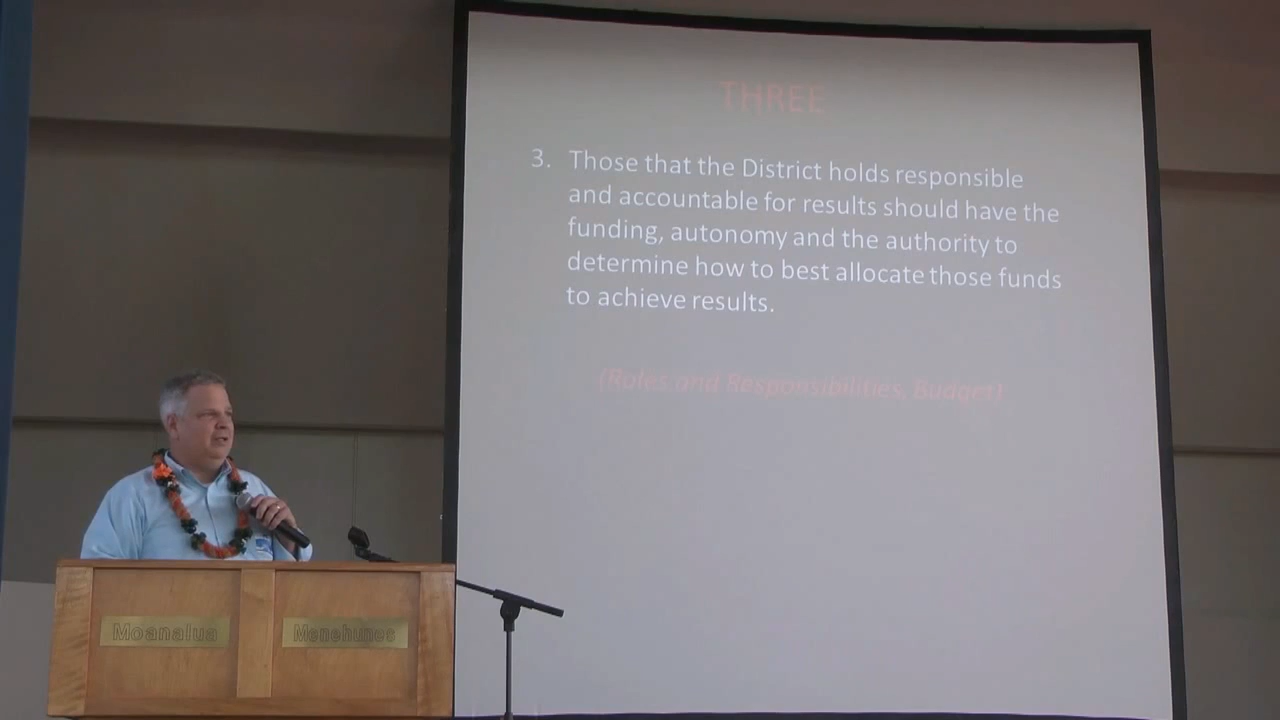 THREE
3. Those that the District holds responsible
and accountable for results should have the
funding, autonomy and the authority to
determine how to best allocate those funds
to achieve results.
(Roles and Responsibilities, Budget)
Moanalua Menehunes